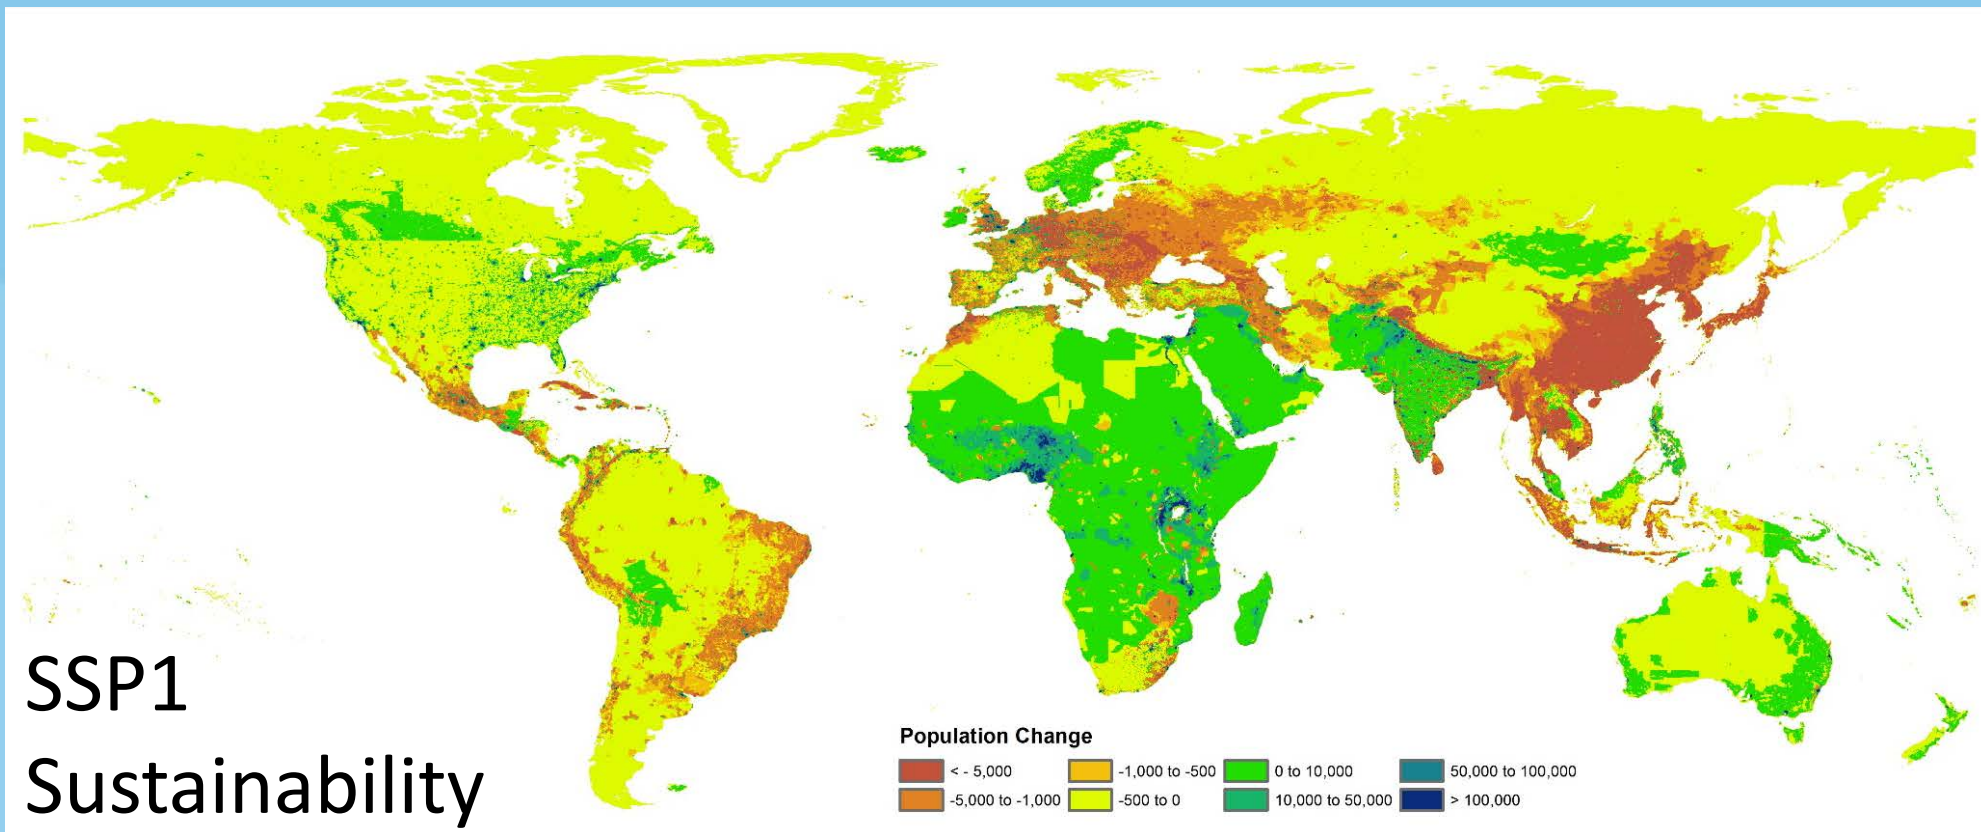 SSP1
Sustainability
Population Change
< - 5,000
-1,000 to -500
0 to 10,000
50,000 to 100,000
-5,000 to -1,000
-500 to 0
10,000 to 50,000
> 100,000